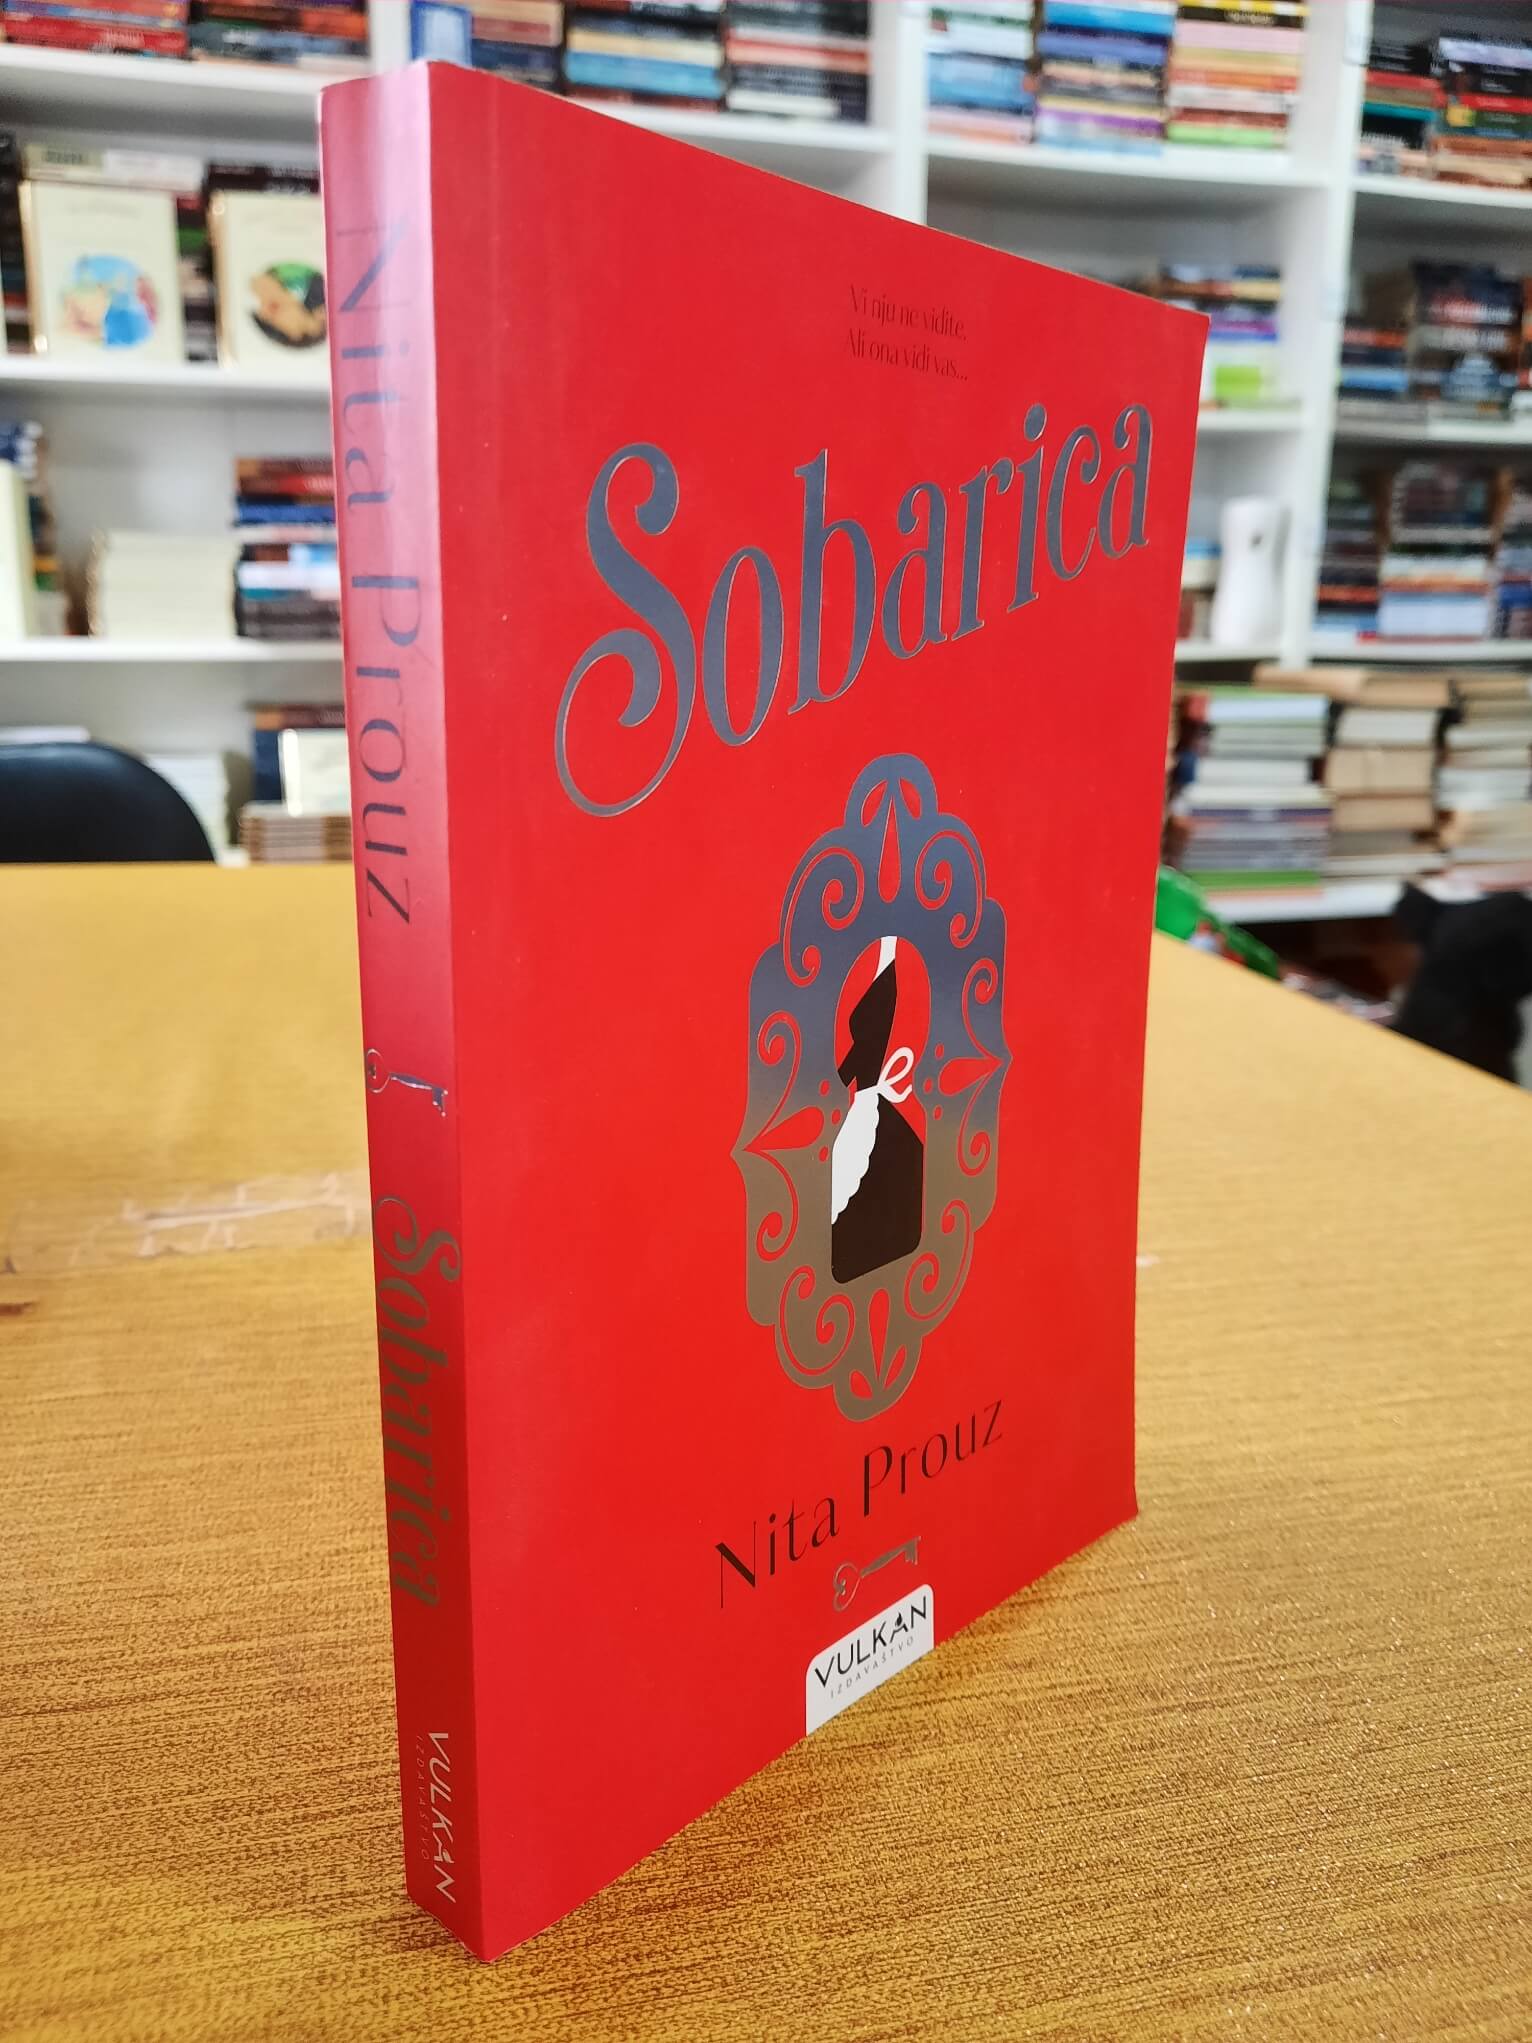 Nita Prouz
Sobarica
VULKAN
IZDAVAŠTVO
Vi nju ne vidite.
Ali ona vidi vas...
Sobarica
Nita Prouz
VULKAN
IZDAVAŠTVO